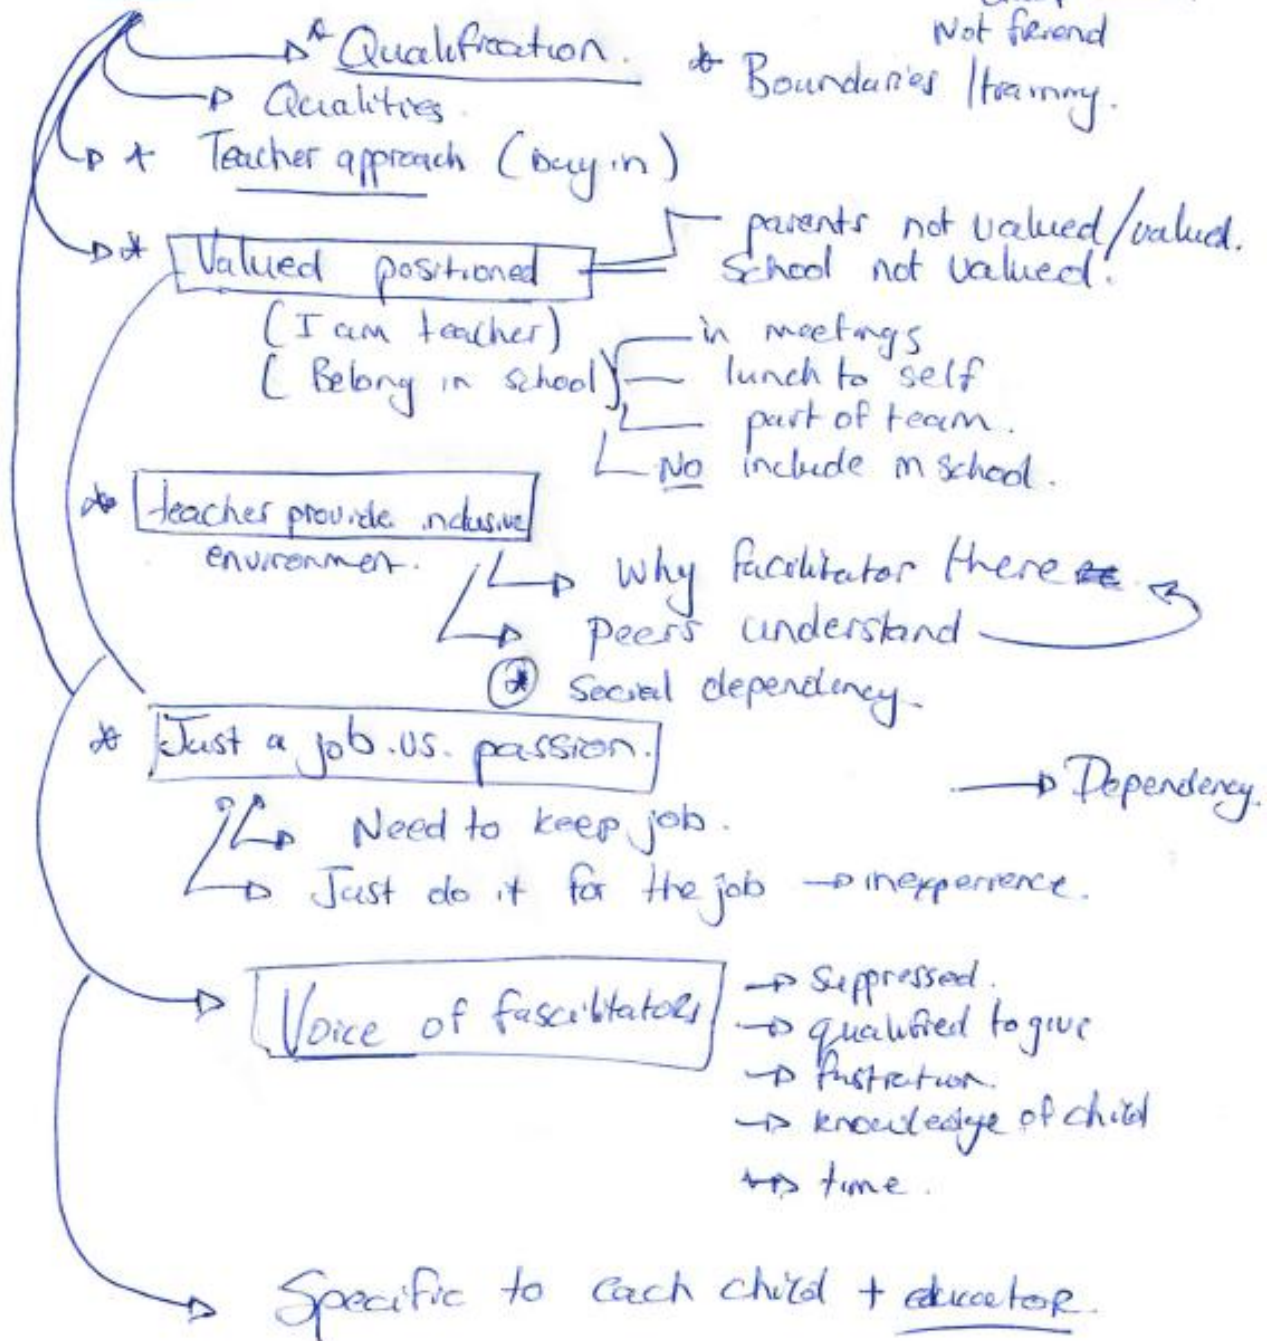 Not friend
* Qualification.
* Boundaries / training.
Qualities.
* Teacher approach (buy in)
parents not valued/valued.
* Valued positioned
School not valued.
(I am teacher)
in meetings
(Belong in school)
lunch to self
part of team.
No include in school.
* teacher provide inclusive
environment.
Why facilitator there
Peers understand
* Social dependency.
* Just a job .vs. passion.
Dependency.
Need to keep job.
Just do it for the job → inexperience.
Voice of fascilitators
→ Suppressed.
→ qualified to give
→ frustration.
→ knowledge of child
→ time.
Specific to each child + educator.